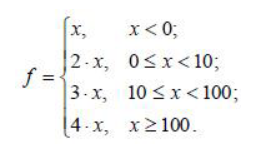 f = { x, x < 0;
2 · x, 0 ≤ x < 10;
3 · x, 10 ≤ x < 100;
4 · x, x ≥ 100.